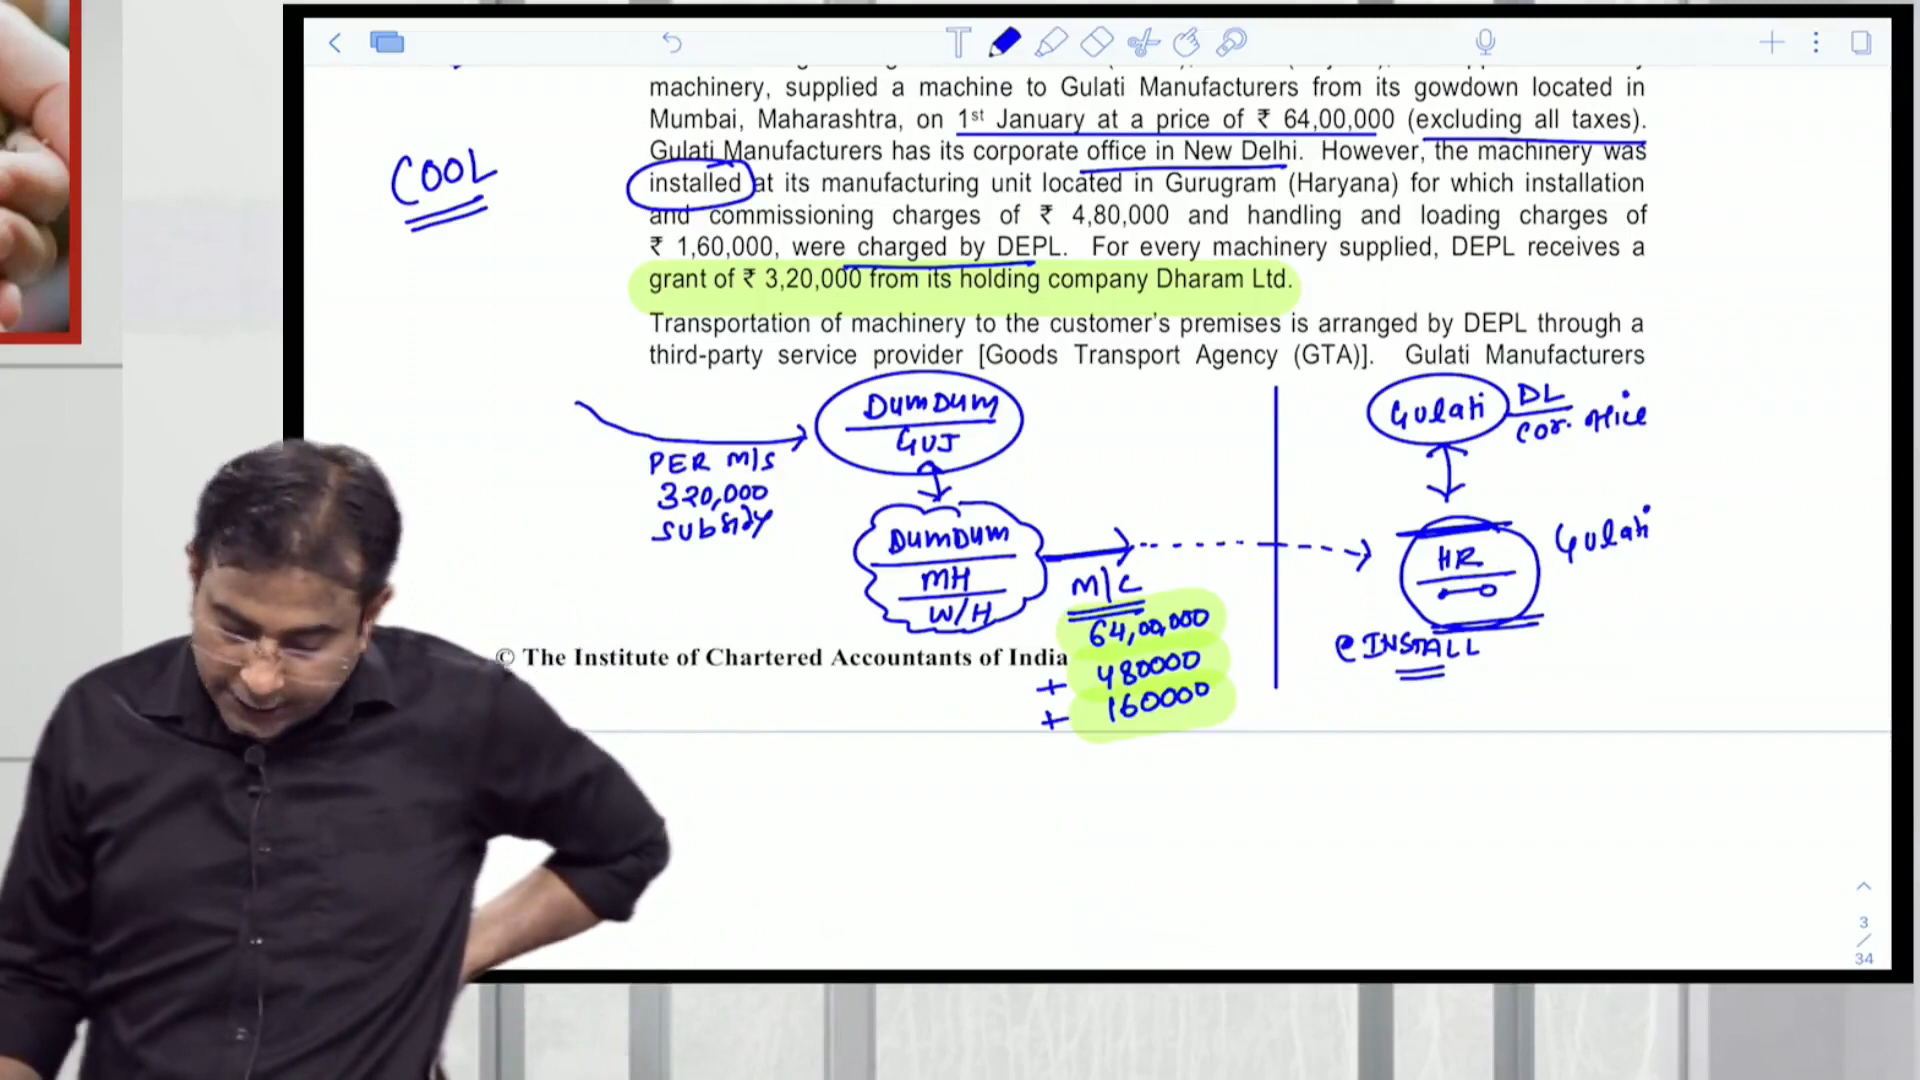 machinery, supplied a machine to Gulati Manufacturers from its gowdown located in
Mumbai, Maharashtra, on 1st January at a price of ₹ 64,00,000 (excluding all taxes).
Gulati Manufacturers has its corporate office in New Delhi. However, the machinery was
installed at its manufacturing unit located in Gurugram (Haryana) for which installation
and commissioning charges of ₹ 4,80,000 and handling and loading charges of
₹ 1,60,000, were charged by DEPL. For every machinery supplied, DEPL receives a
grant of ₹ 3,20,000 from its holding company Dharam Ltd.
COOL
Transportation of machinery to the customer's premises is arranged by DEPL through a
third-party service provider [Goods Transport Agency (GTA)]. Gulati Manufacturers
PER M/S
320,000
subsidy
DUMDUM
GUJ
DUMDUM
MH
W/H
M/C
64,00,000
+ 480000
+ 160000
Gulati DL
cor. office
HR
Gulati
@ INSTALL
© The Institute of Chartered Accountants of India
3
/
34